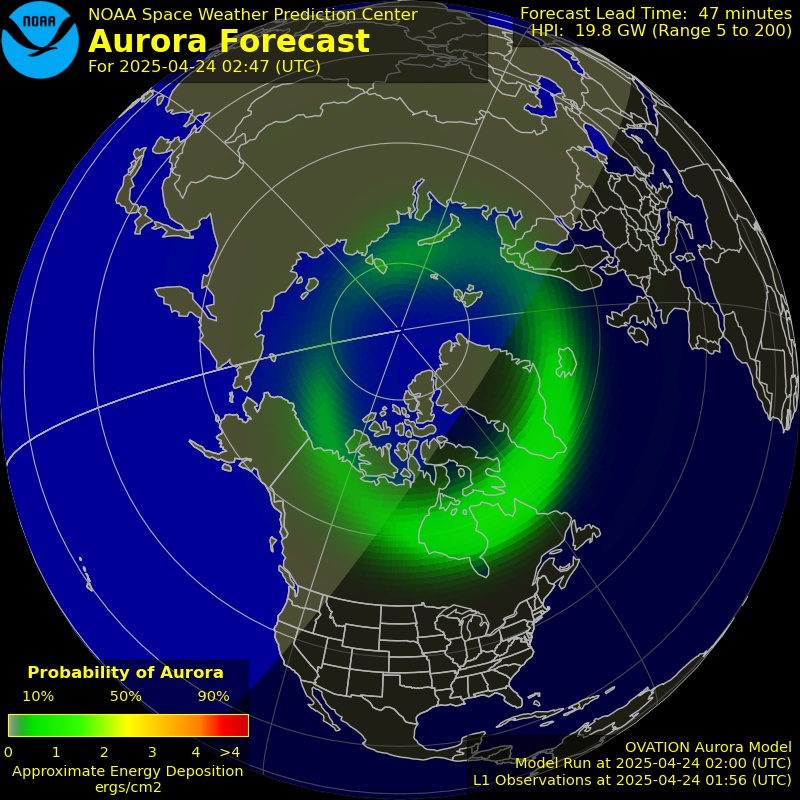 NOAA
NOAA Space Weather Prediction Center
Aurora Forecast
For 2025-04-24 02:47 (UTC)
Forecast Lead Time: 47 minutes
HPI: 19.8 GW (Range 5 to 200)
Probability of Aurora
10% 50% 90%
0 1 2 3 4 >4
Approximate Energy Deposition
ergs/cm2
OVATION Aurora Model
Model Run at 2025-04-24 02:00 (UTC)
L1 Observations at 2025-04-24 01:56 (UTC)